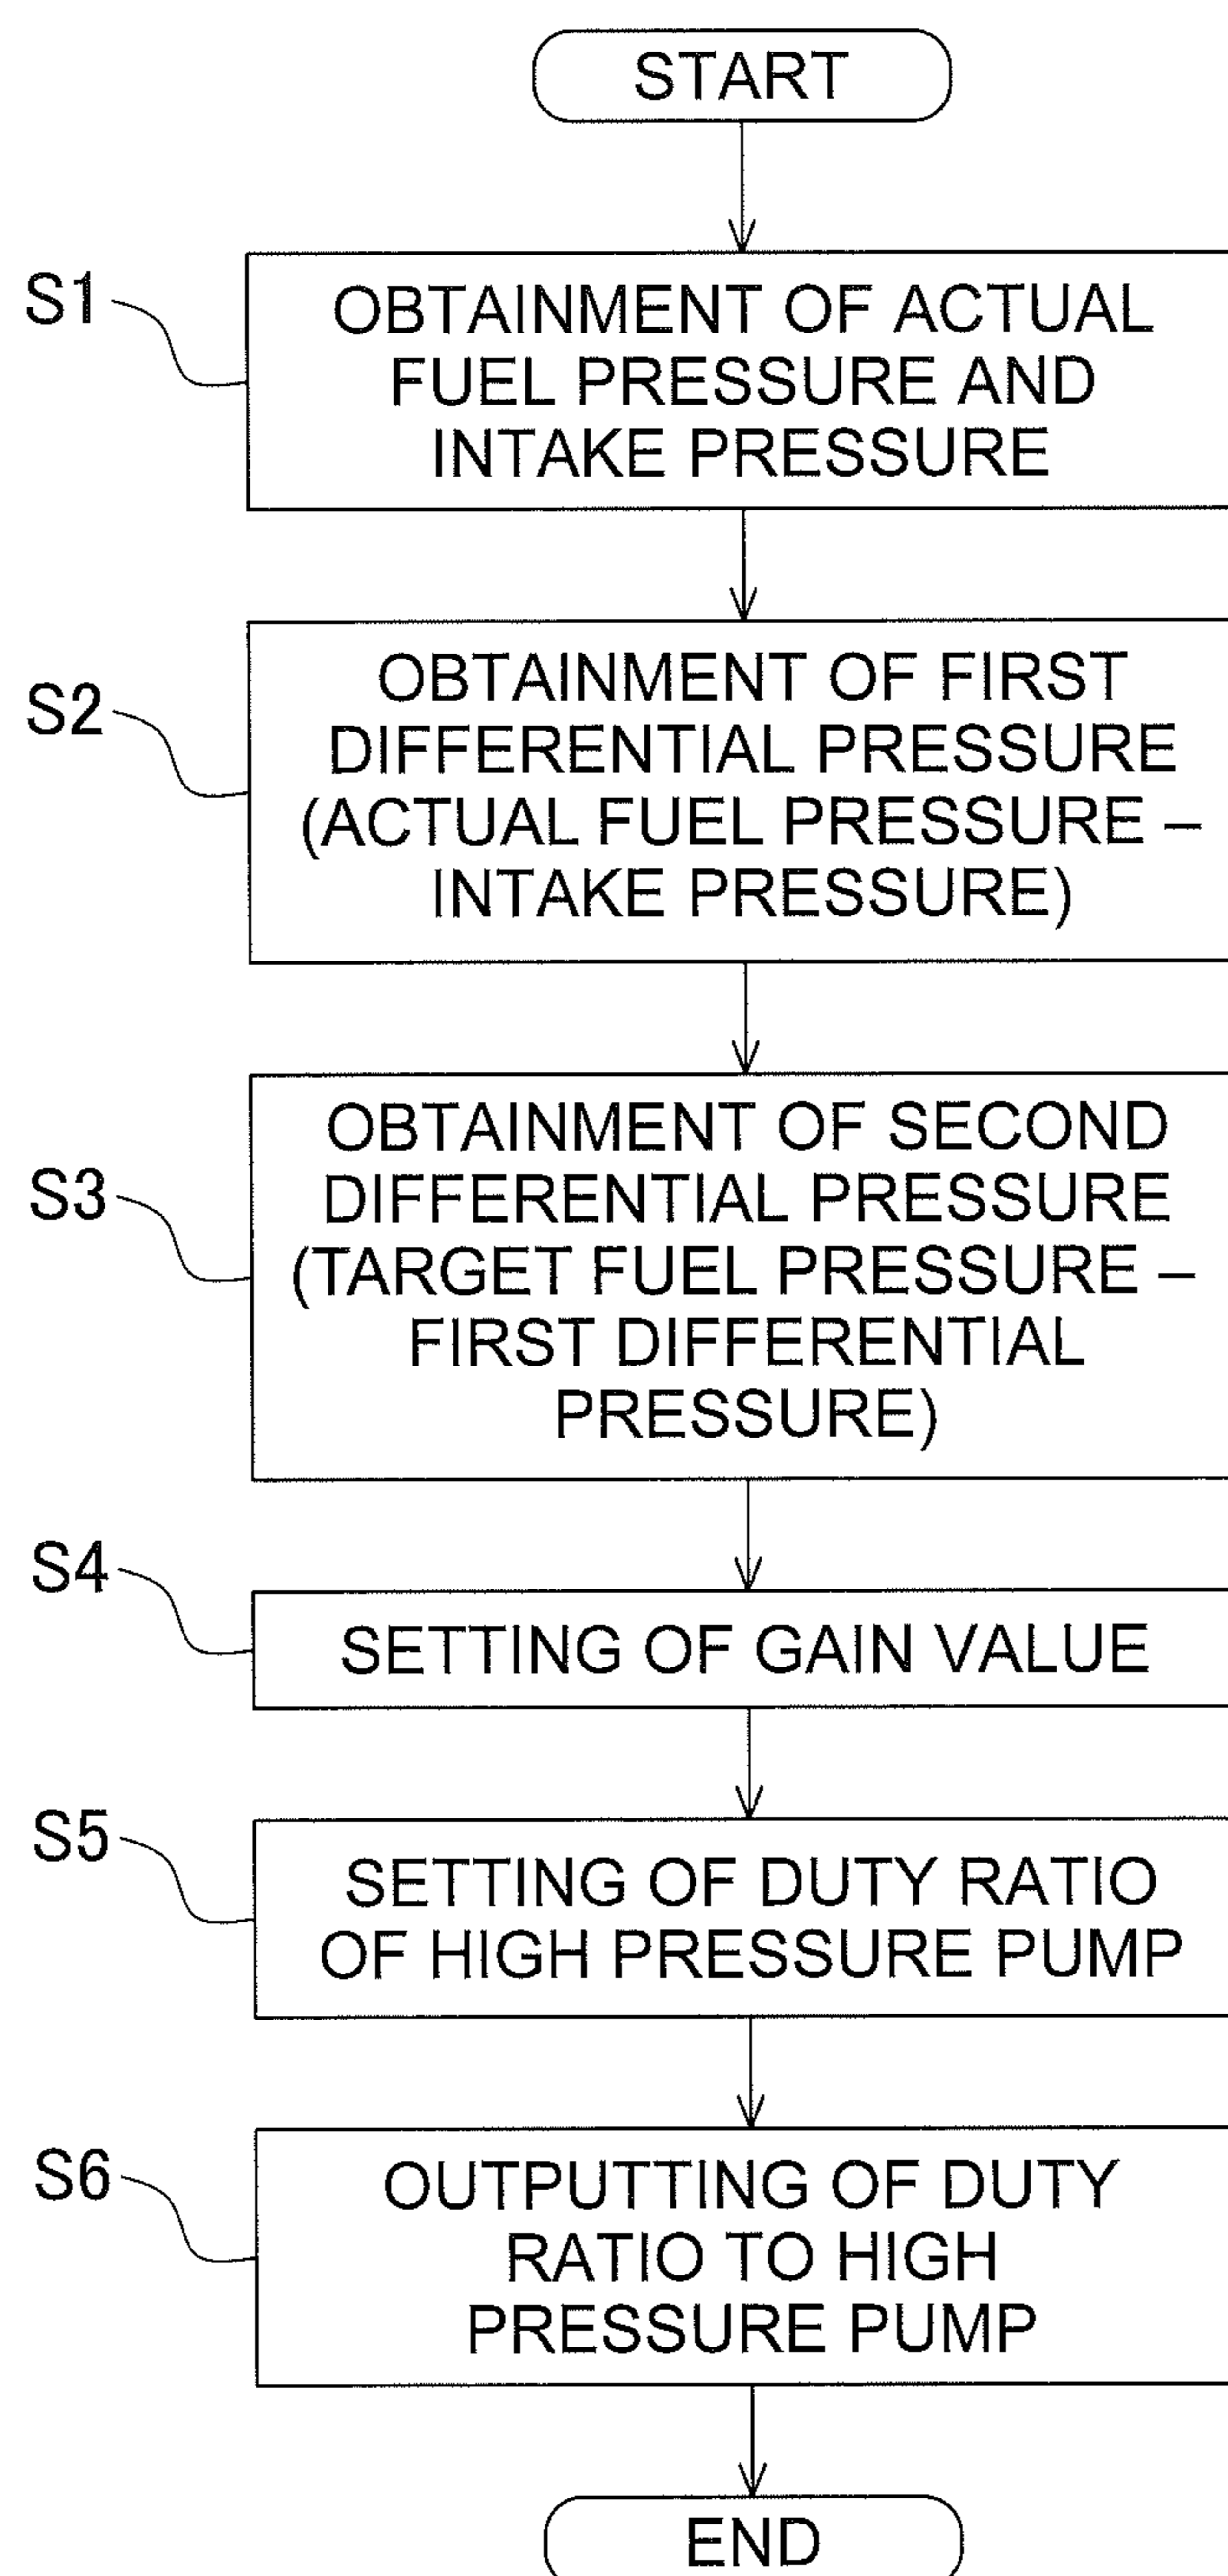 START
S1
OBTAINMENT OF ACTUAL
FUEL PRESSURE AND
INTAKE PRESSURE
S2
OBTAINMENT OF FIRST
DIFFERENTIAL PRESSURE
(ACTUAL FUEL PRESSURE –
INTAKE PRESSURE)
S3
OBTAINMENT OF SECOND
DIFFERENTIAL PRESSURE
(TARGET FUEL PRESSURE –
FIRST DIFFERENTIAL
PRESSURE)
S4
SETTING OF GAIN VALUE
S5
SETTING OF DUTY RATIO
OF HIGH PRESSURE PUMP
S6
OUTPUTTING OF DUTY
RATIO TO HIGH
PRESSURE PUMP
END